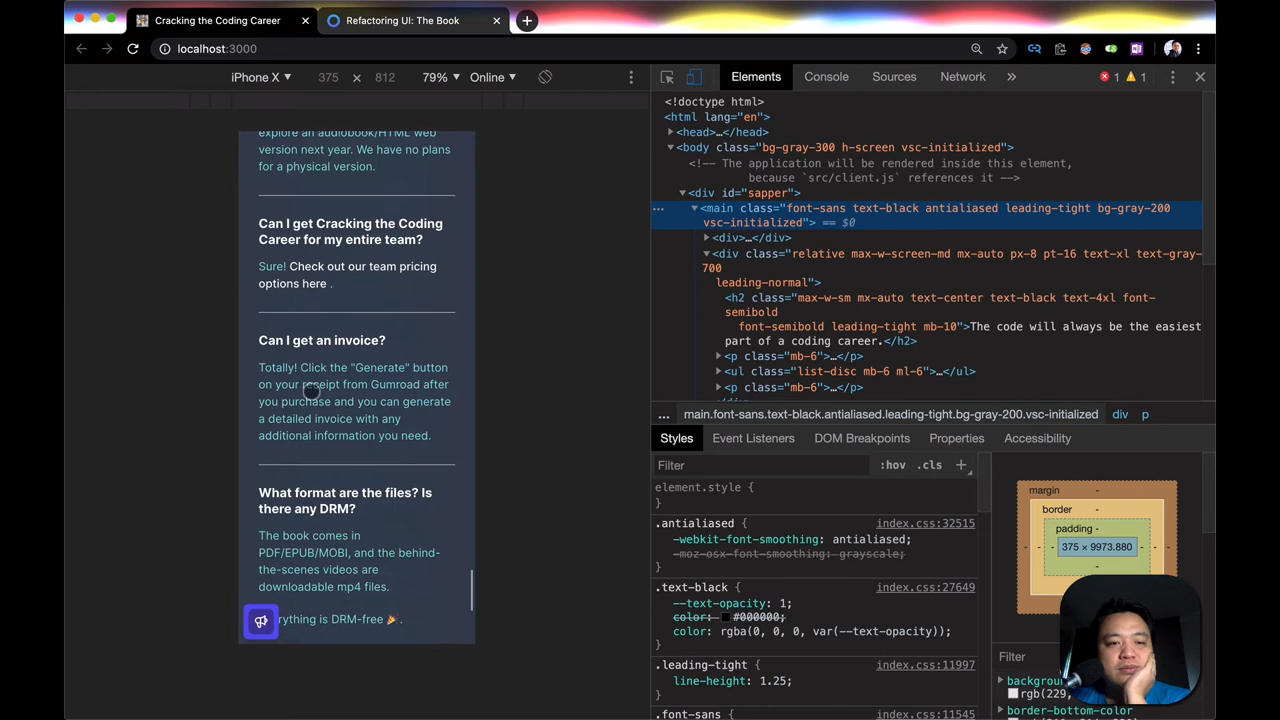 Cracking the Coding Career
Refactoring UI: The Book
localhost:3000
iPhone X 375 × 812 79% Online
explore an audiobook/HTML web
version next year. We have no plans
for a physical version.
Can I get Cracking the Coding
Career for my entire team?
Sure! Check out our team pricing
options here .
Can I get an invoice?
Totally! Click the "Generate" button
on your receipt from Gumroad after
you purchase and you can generate
a detailed invoice with any
additional information you need.
What format are the files? Is
there any DRM?
The book comes in
PDF/EPUB/MOBI, and the behind-
the-scenes videos are
downloadable mp4 files.
rything is DRM-free 🎉.
Elements Console Sources Network » 1 1
<!doctype html>
<html lang="en">
<head>…</head>
<body class="bg-gray-300 h-screen vsc-initialized">
<!-- The application will be rendered inside this element,
because `src/client.js` references it -->
<div id="sapper">
<main class="font-sans text-black antialiased leading-tight bg-gray-200
vsc-initialized"> == $0
<div>…</div>
<div class="relative max-w-screen-md mx-auto px-8 pt-16 text-xl text-gray-
700
leading-normal">
<h2 class="max-w-sm mx-auto text-center text-black text-4xl font-
semibold
font-semibold leading-tight mb-10">The code will always be the easiest
part of a coding career.</h2>
<p class="mb-6">…</p>
<ul class="list-disc mb-6 ml-6">…</ul>
<p class="mb-6">…</p>
... main.font-sans.text-black.antialiased.leading-tight.bg-gray-200.vsc-initialized div p
Styles Event Listeners DOM Breakpoints Properties Accessibility
Filter :hov .cls +
element.style {
}
.antialiased { index.css:32515
-webkit-font-smoothing: antialiased;
-moz-osx-font-smoothing: grayscale;
}
.text-black { index.css:27649
--text-opacity: 1;
color: #000000;
color: rgba(0, 0, 0, var(--text-opacity));
}
.leading-tight { index.css:11997
line-height: 1.25;
}
.font-sans { index.css:11545
margin -
border -
padding -
- - - 375 × 9973.880 - - -
-
Filter
rgb(229,
border-bottom-color